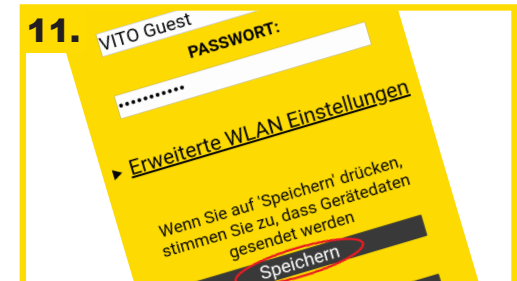 11.
VITO Guest
PASSWORT:
•••••••••••
▸ Erweiterte WLAN Einstellungen
Wenn Sie auf 'Speichern' drücken,
stimmen Sie zu, dass Gerätedaten
gesendet werden
Speichern